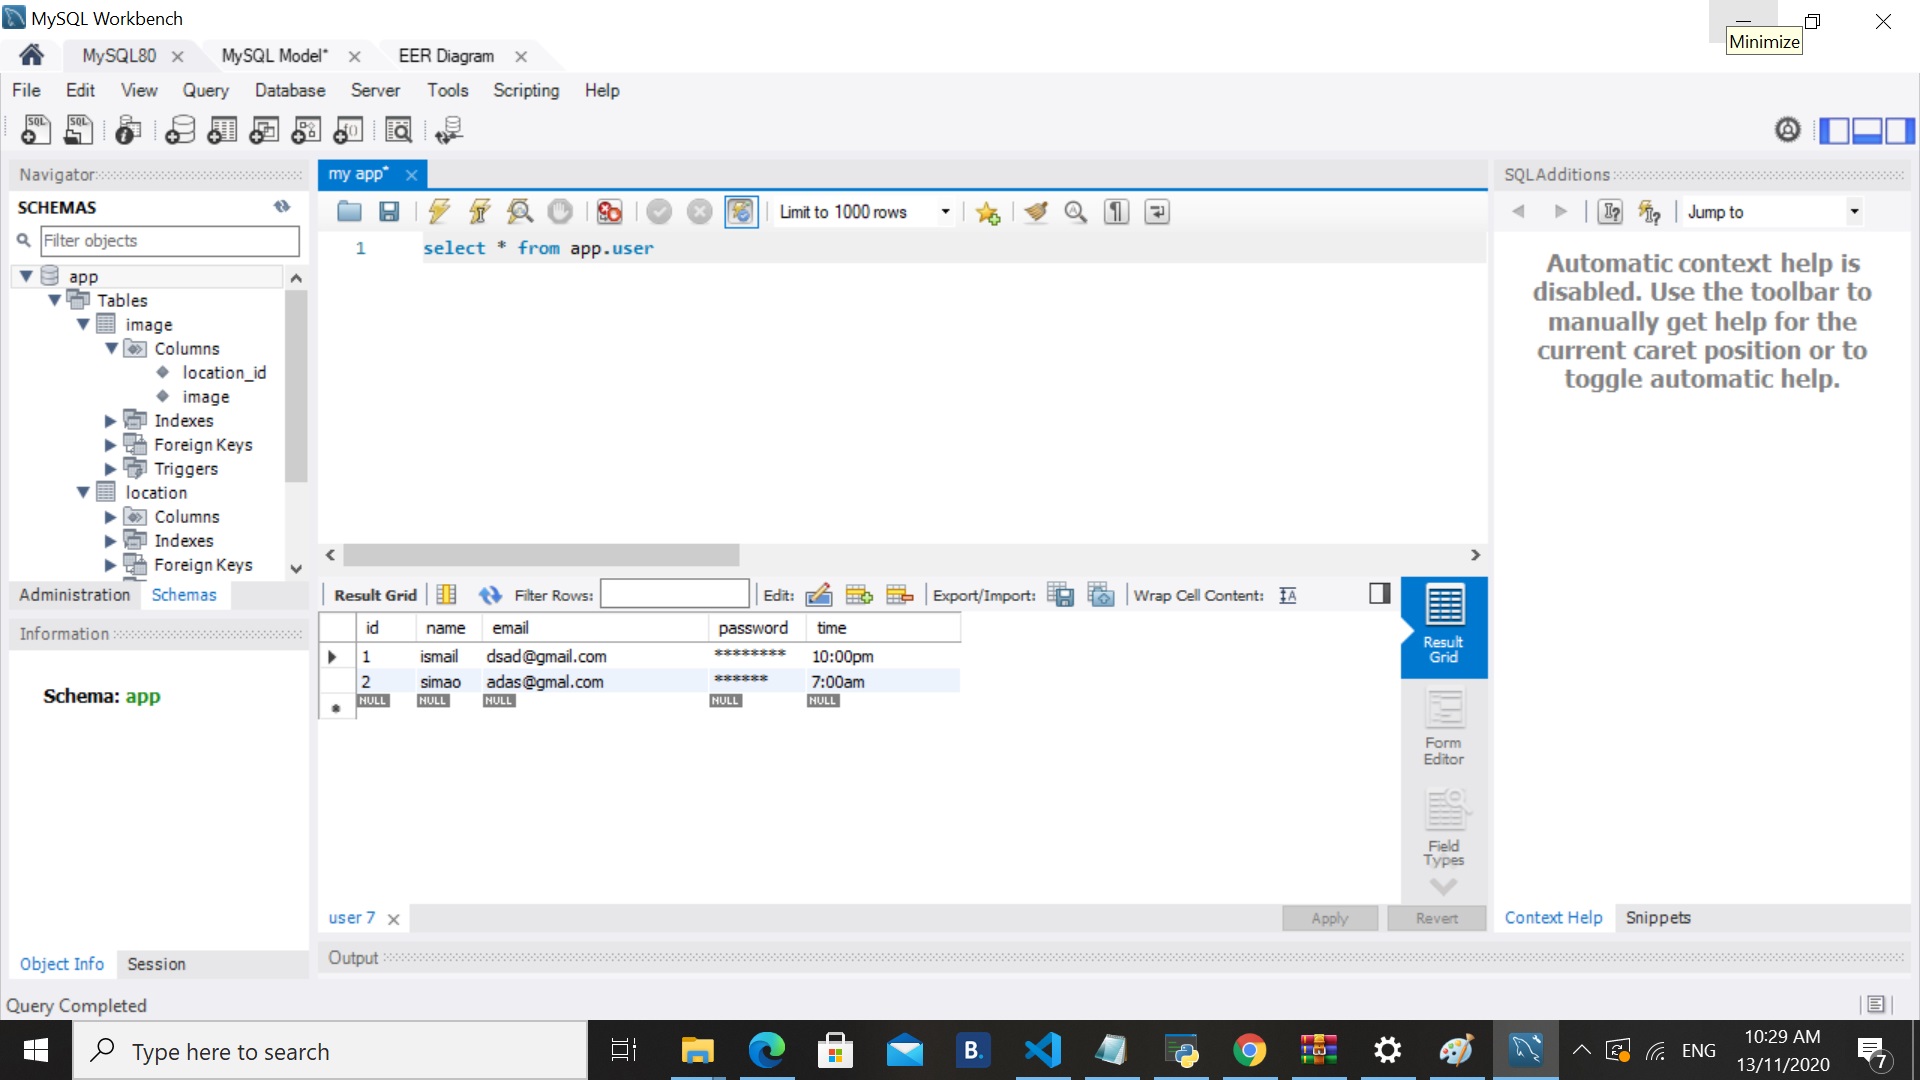 MySQL Workbench
Minimize
MySQL80
MySQL Model*
EER Diagram
File Edit View Query Database Server Tools Scripting Help
Navigator
SCHEMAS
Filter objects
app
Tables
image
Columns
location_id
image
Indexes
Foreign Keys
Triggers
location
Columns
Indexes
Foreign Keys
Administration Schemas
Information
Schema: app
Object Info Session
my app*
Limit to 1000 rows
1 select * from app.user
Result Grid Filter Rows: Edit: Export/Import: Wrap Cell Content:
id name email password time
1 ismail dsad@gmail.com ******** 10:00pm
2 simao adas@gmal.com ****** 7:00am
NULL NULL NULL NULL NULL
Result
Grid
Form
Editor
Field
Types
user 7
Apply Revert
Output
SQLAdditions
Jump to
Automatic context help is
disabled. Use the toolbar to
manually get help for the
current caret position or to
toggle automatic help.
Context Help Snippets
Query Completed
Type here to search
B.
ENG
10:29 AM
13/11/2020
7